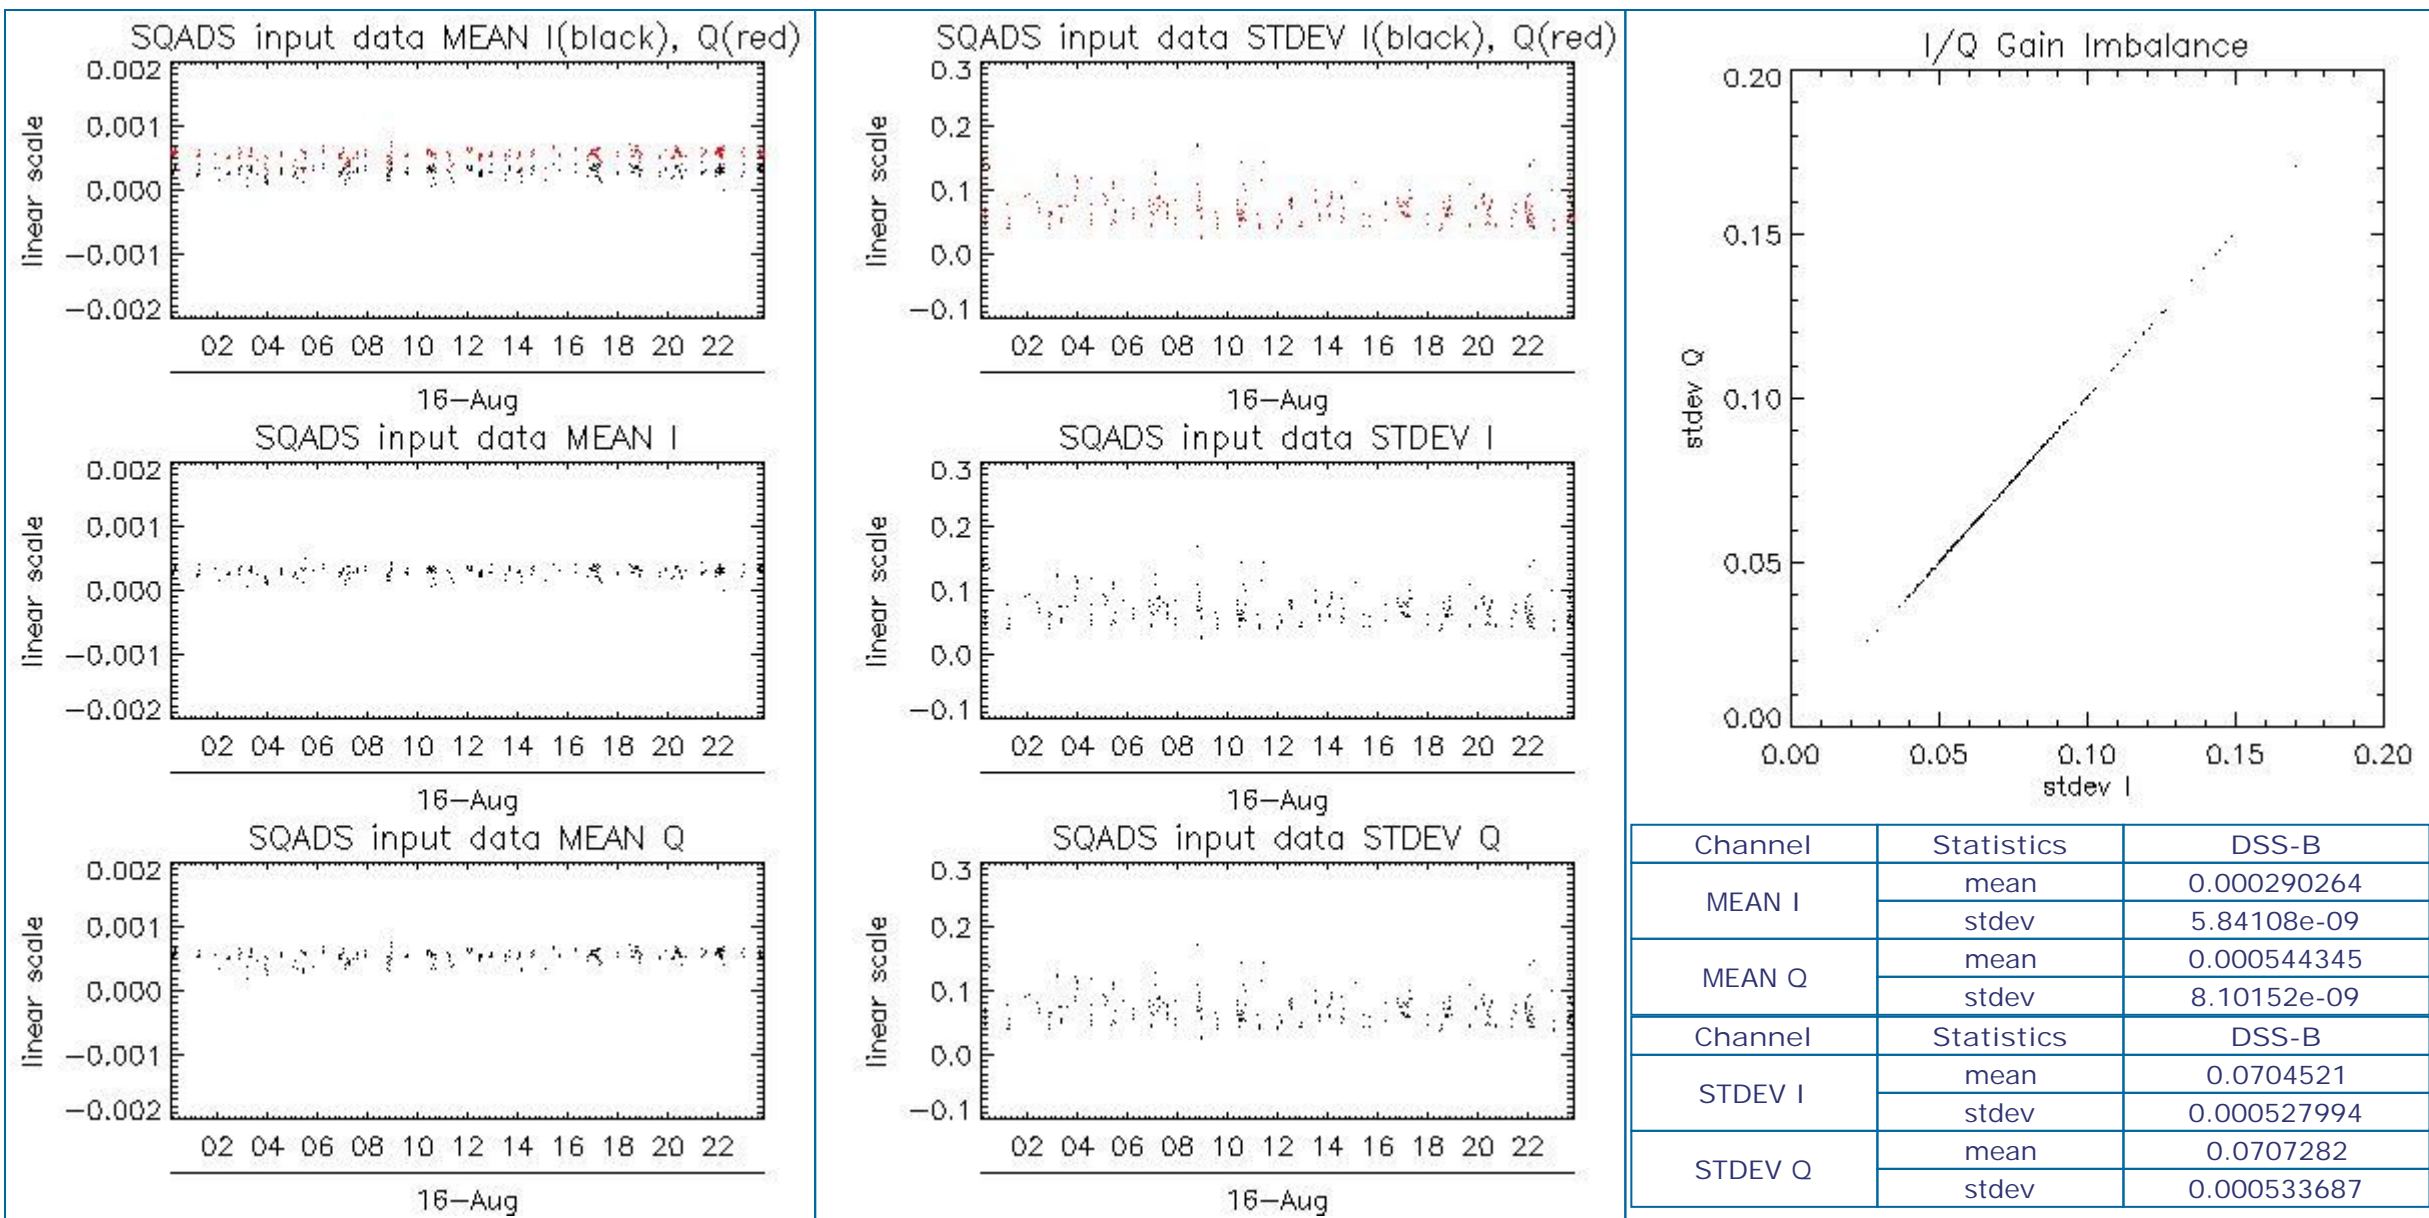 SQADS input data MEAN I(black), Q(red)
0.002
0.001
0.000
-0.001
-0.002
linear scale
02 04 06 08 10 12 14 16 18 20 22
16-Aug
SQADS input data MEAN I
0.002
0.001
0.000
-0.001
-0.002
linear scale
02 04 06 08 10 12 14 16 18 20 22
16-Aug
SQADS input data MEAN Q
0.002
0.001
0.000
-0.001
-0.002
linear scale
02 04 06 08 10 12 14 16 18 20 22
16-Aug
SQADS input data STDEV I(black), Q(red)
0.3
0.2
0.1
0.0
-0.1
linear scale
02 04 06 08 10 12 14 16 18 20 22
16-Aug
SQADS input data STDEV I
0.3
0.2
0.1
0.0
-0.1
linear scale
02 04 06 08 10 12 14 16 18 20 22
16-Aug
SQADS input data STDEV Q
0.3
0.2
0.1
0.0
-0.1
linear scale
02 04 06 08 10 12 14 16 18 20 22
16-Aug
I/Q Gain Imbalance
0.20
0.15
0.10
0.05
0.00
stdev Q
0.00 0.05 0.10 0.15 0.20
stdev I
Channel Statistics DSS-B
MEAN I mean 0.000290264
stdev 5.84108e-09
MEAN Q mean 0.000544345
stdev 8.10152e-09
Channel Statistics DSS-B
STDEV I mean 0.0704521
stdev 0.000527994
STDEV Q mean 0.0707282
stdev 0.000533687